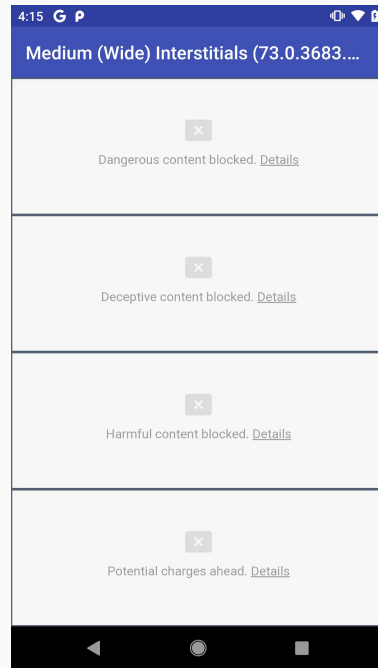 4:15 G P
Medium (Wide) Interstitials (73.0.3683.…
Dangerous content blocked. Details
Deceptive content blocked. Details
Harmful content blocked. Details
Potential charges ahead. Details